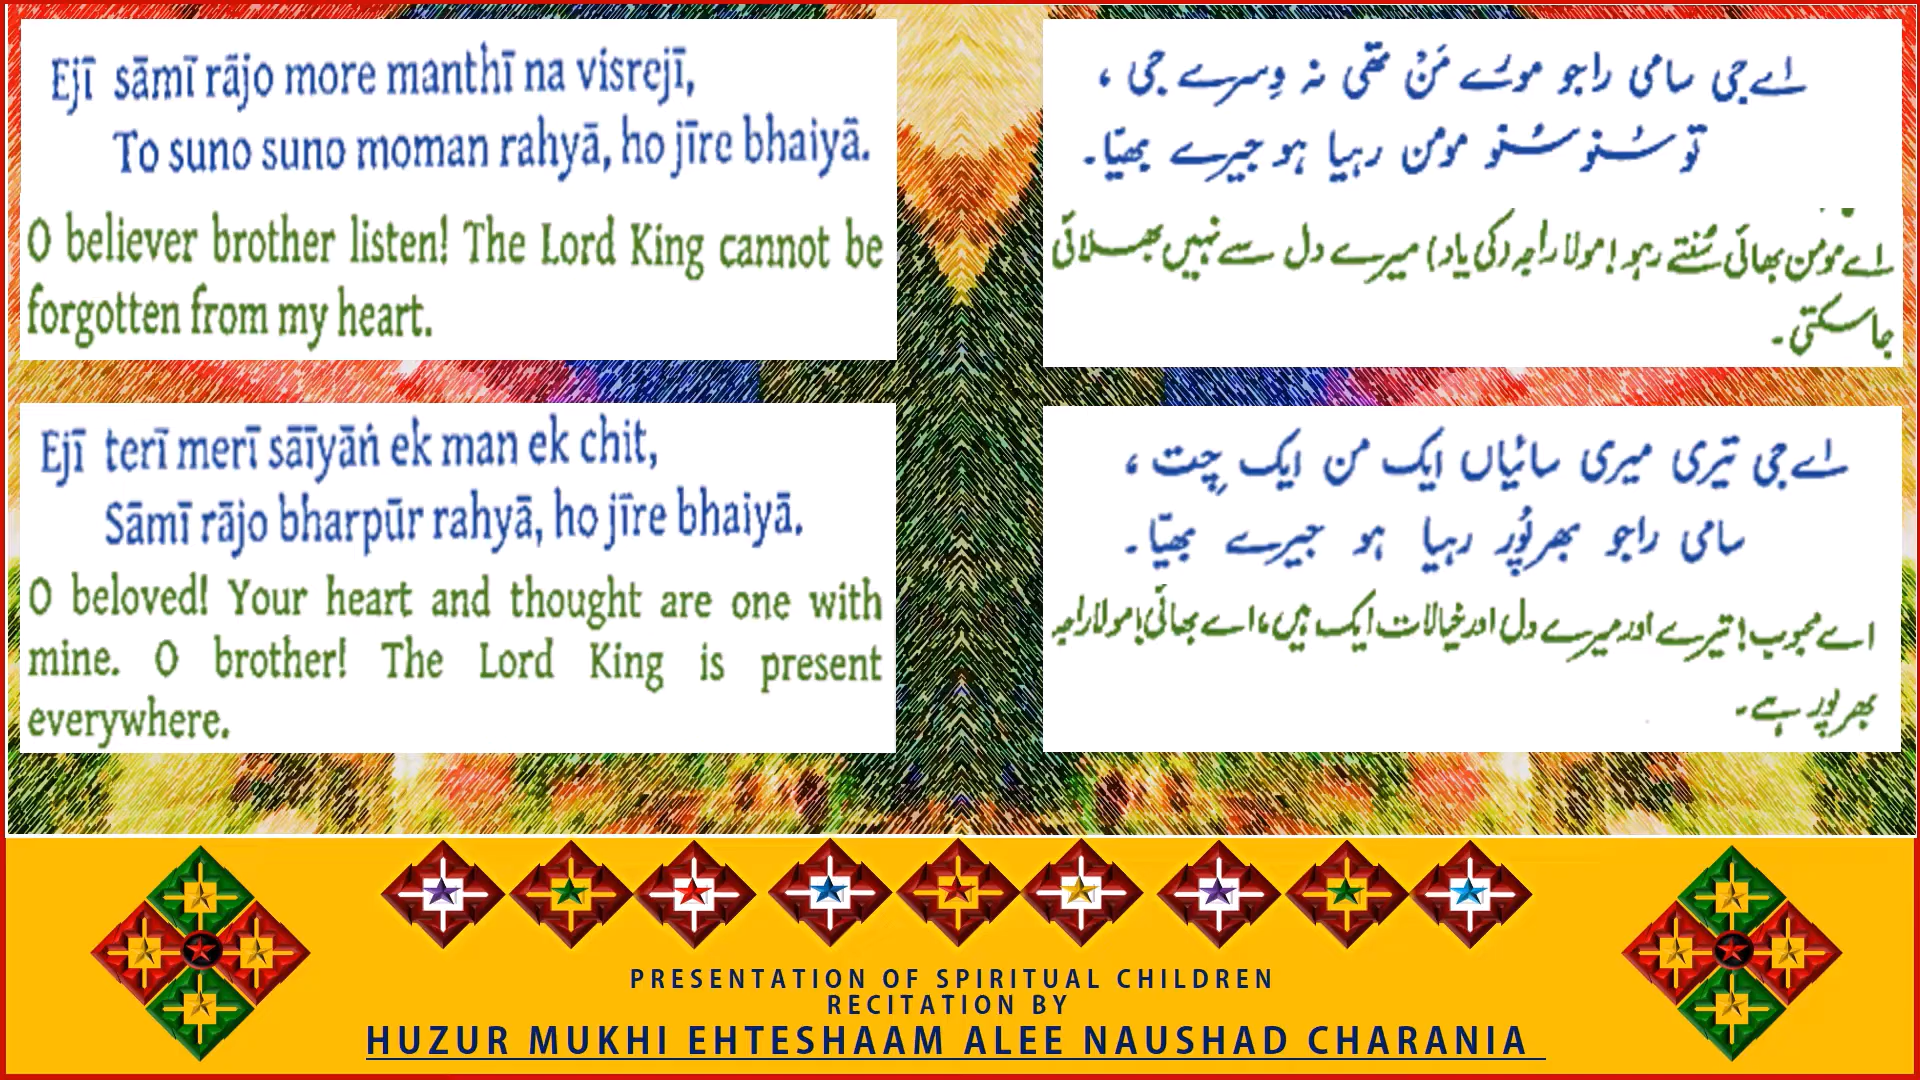 Ejī sāmī rājo more manthī na visrejī,
To suno suno moman rahyā, ho jīre bhaiyā.
O believer brother listen! The Lord King cannot be
forgotten from my heart.
اے جی سامی راجو مورے مَنْ تھی نہ وِسرے جی ،
تو سُنو سُنو مومن رہیا ہو جیرے بھیّا۔
اے مومن بھائی سُنتے رہو! مولا راجہ (کی یاد) میرے دل سے نہیں بھلائی
جا سکتی۔
Ejī terī merī sāīyāṅ ek man ek chit,
Sāmī rājo bharpūr rahyā, ho jīre bhaiyā.
O beloved! Your heart and thought are one with
mine. O brother! The Lord King is present
everywhere.
اے جی تیری میری سائیاں ایک من ایک چِت ،
سامی راجو بھرپُور رہیا ہو جیرے بھیّا۔
اے محبوب! تیرے اور میرے دل اور خیالات ایک ہیں، اے بھائی! مولا راجہ
بھرپور ہے۔
PRESENTATION OF SPIRITUAL CHILDREN
RECITATION BY
HUZUR MUKHI EHTESHAAM ALEE NAUSHAD CHARANIA